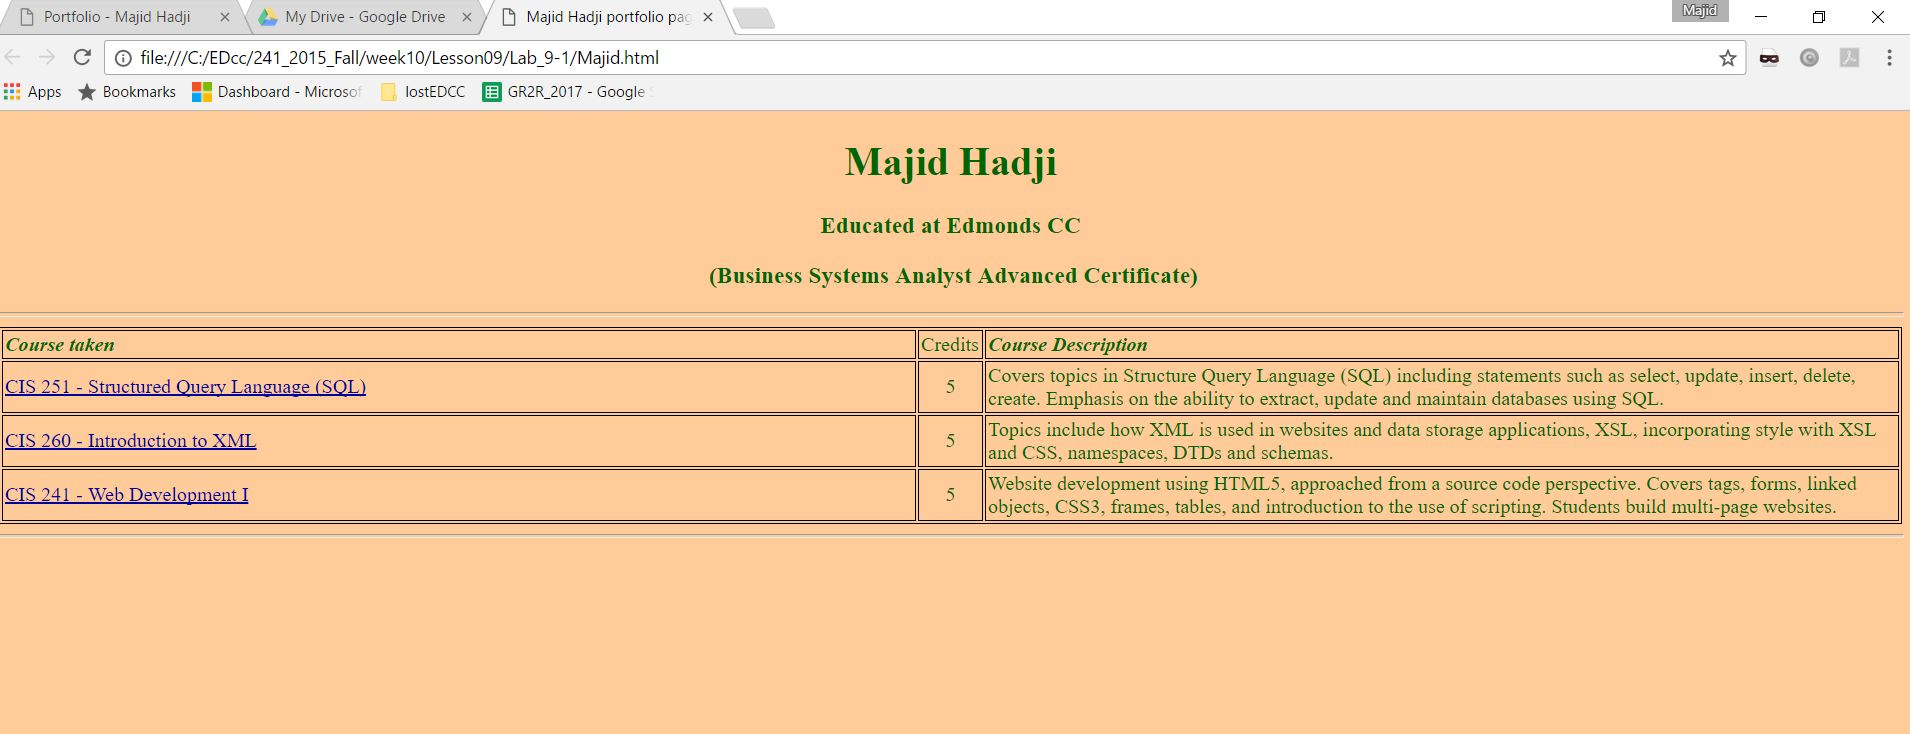 Portfolio - Majid Hadji
My Drive - Google Drive
Majid Hadji portfolio pag
Majid
file:///C:/EDcc/241_2015_Fall/week10/Lesson09/Lab_9-1/Majid.html
Apps Bookmarks Dashboard - Microsof lostEDCC GR2R_2017 - Google S
Majid Hadji
Educated at Edmonds CC
(Business Systems Analyst Advanced Certificate)
Course taken Credits Course Description
CIS 251 - Structured Query Language (SQL) 5 Covers topics in Structure Query Language (SQL) including statements such as select, update, insert, delete,
create. Emphasis on the ability to extract, update and maintain databases using SQL.
CIS 260 - Introduction to XML 5 Topics include how XML is used in websites and data storage applications, XSL, incorporating style with XSL
and CSS, namespaces, DTDs and schemas.
CIS 241 - Web Development I 5 Website development using HTML5, approached from a source code perspective. Covers tags, forms, linked
objects, CSS3, frames, tables, and introduction to the use of scripting. Students build multi-page websites.